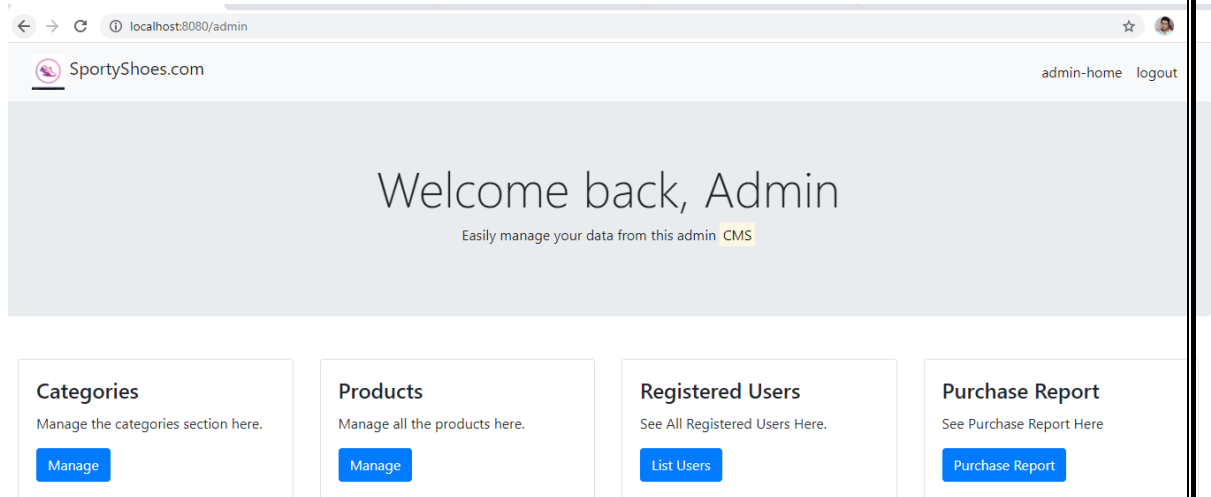 localhost:8080/admin
SportyShoes.com
admin-home logout
Welcome back, Admin
Easily manage your data from this admin CMS
Categories
Manage the categories section here.
Manage
Products
Manage all the products here.
Manage
Registered Users
See All Registered Users Here.
List Users
Purchase Report
See Purchase Report Here
Purchase Report